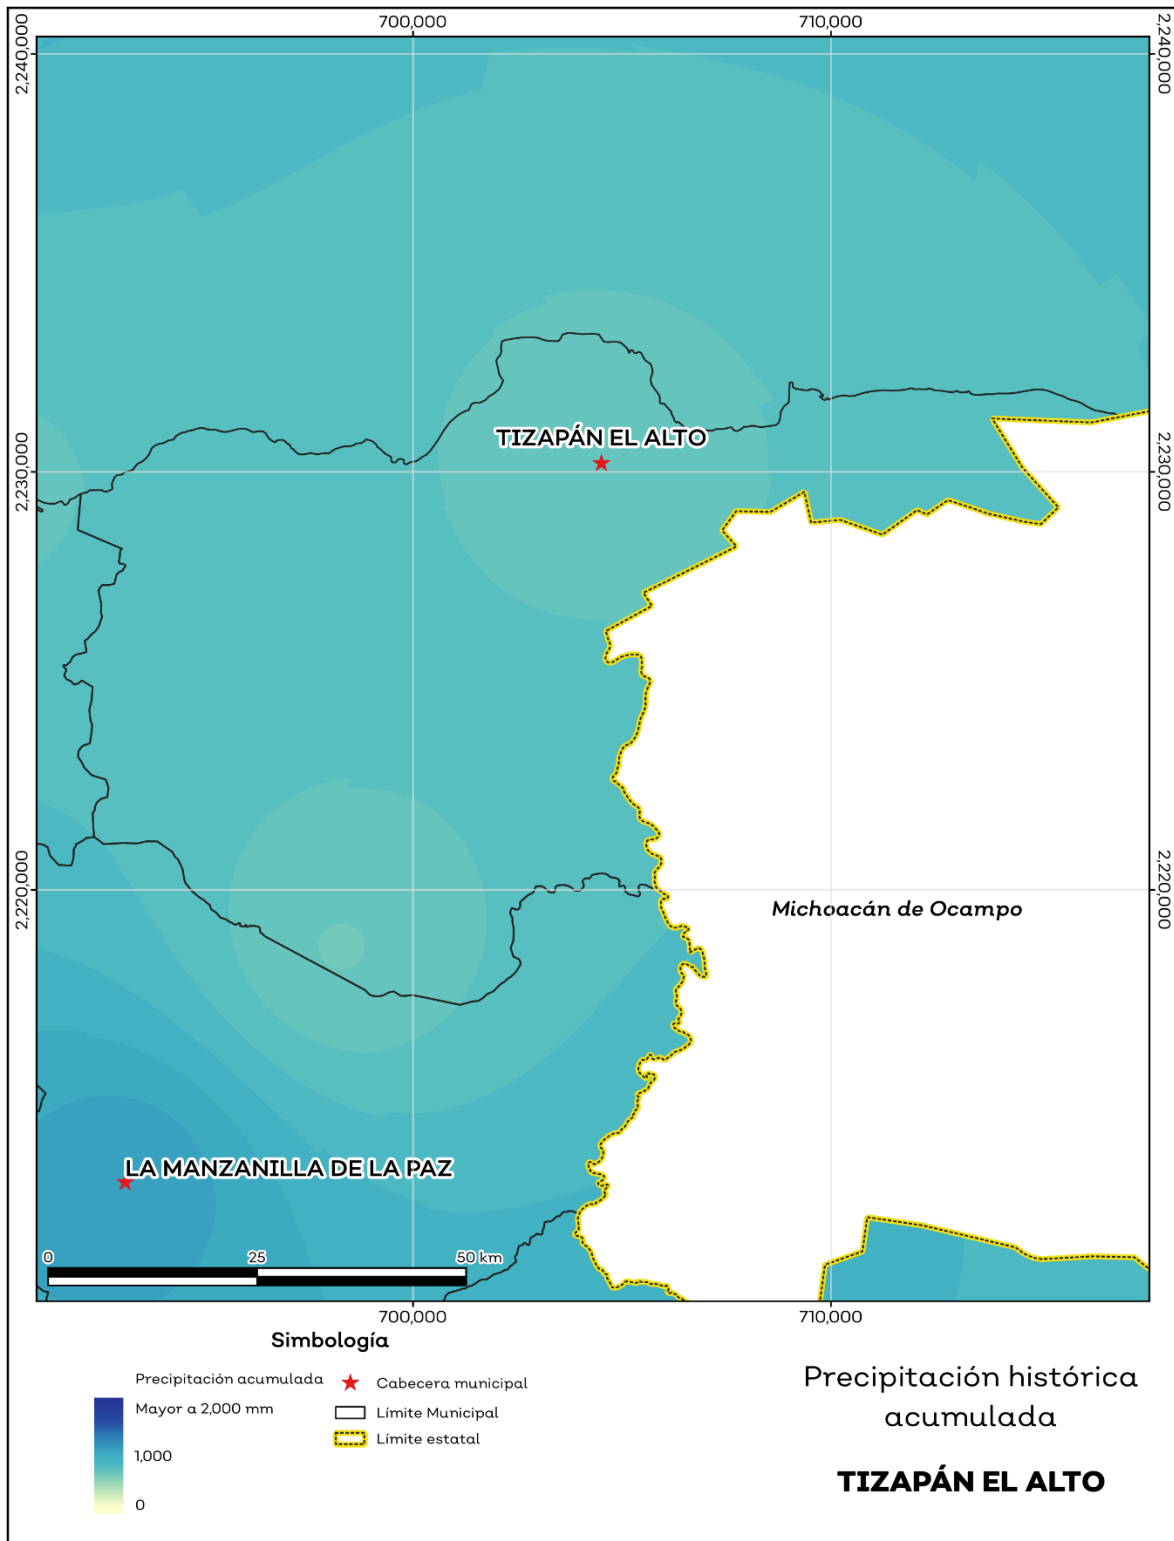 700,000
710,000
2,240,000
2,240,000
TIZAPÁN EL ALTO
2,230,000
2,230,000
2,220,000
2,220,000
Michoacán de Ocampo
LA MANZANILLA DE LA PAZ
0
25
50 km
700,000
710,000
Simbología
Precipitación acumulada
Mayor a 2,000 mm
1,000
0
Cabecera municipal
Límite Municipal
Límite estatal
Precipitación histórica
acumulada
TIZAPÁN EL ALTO